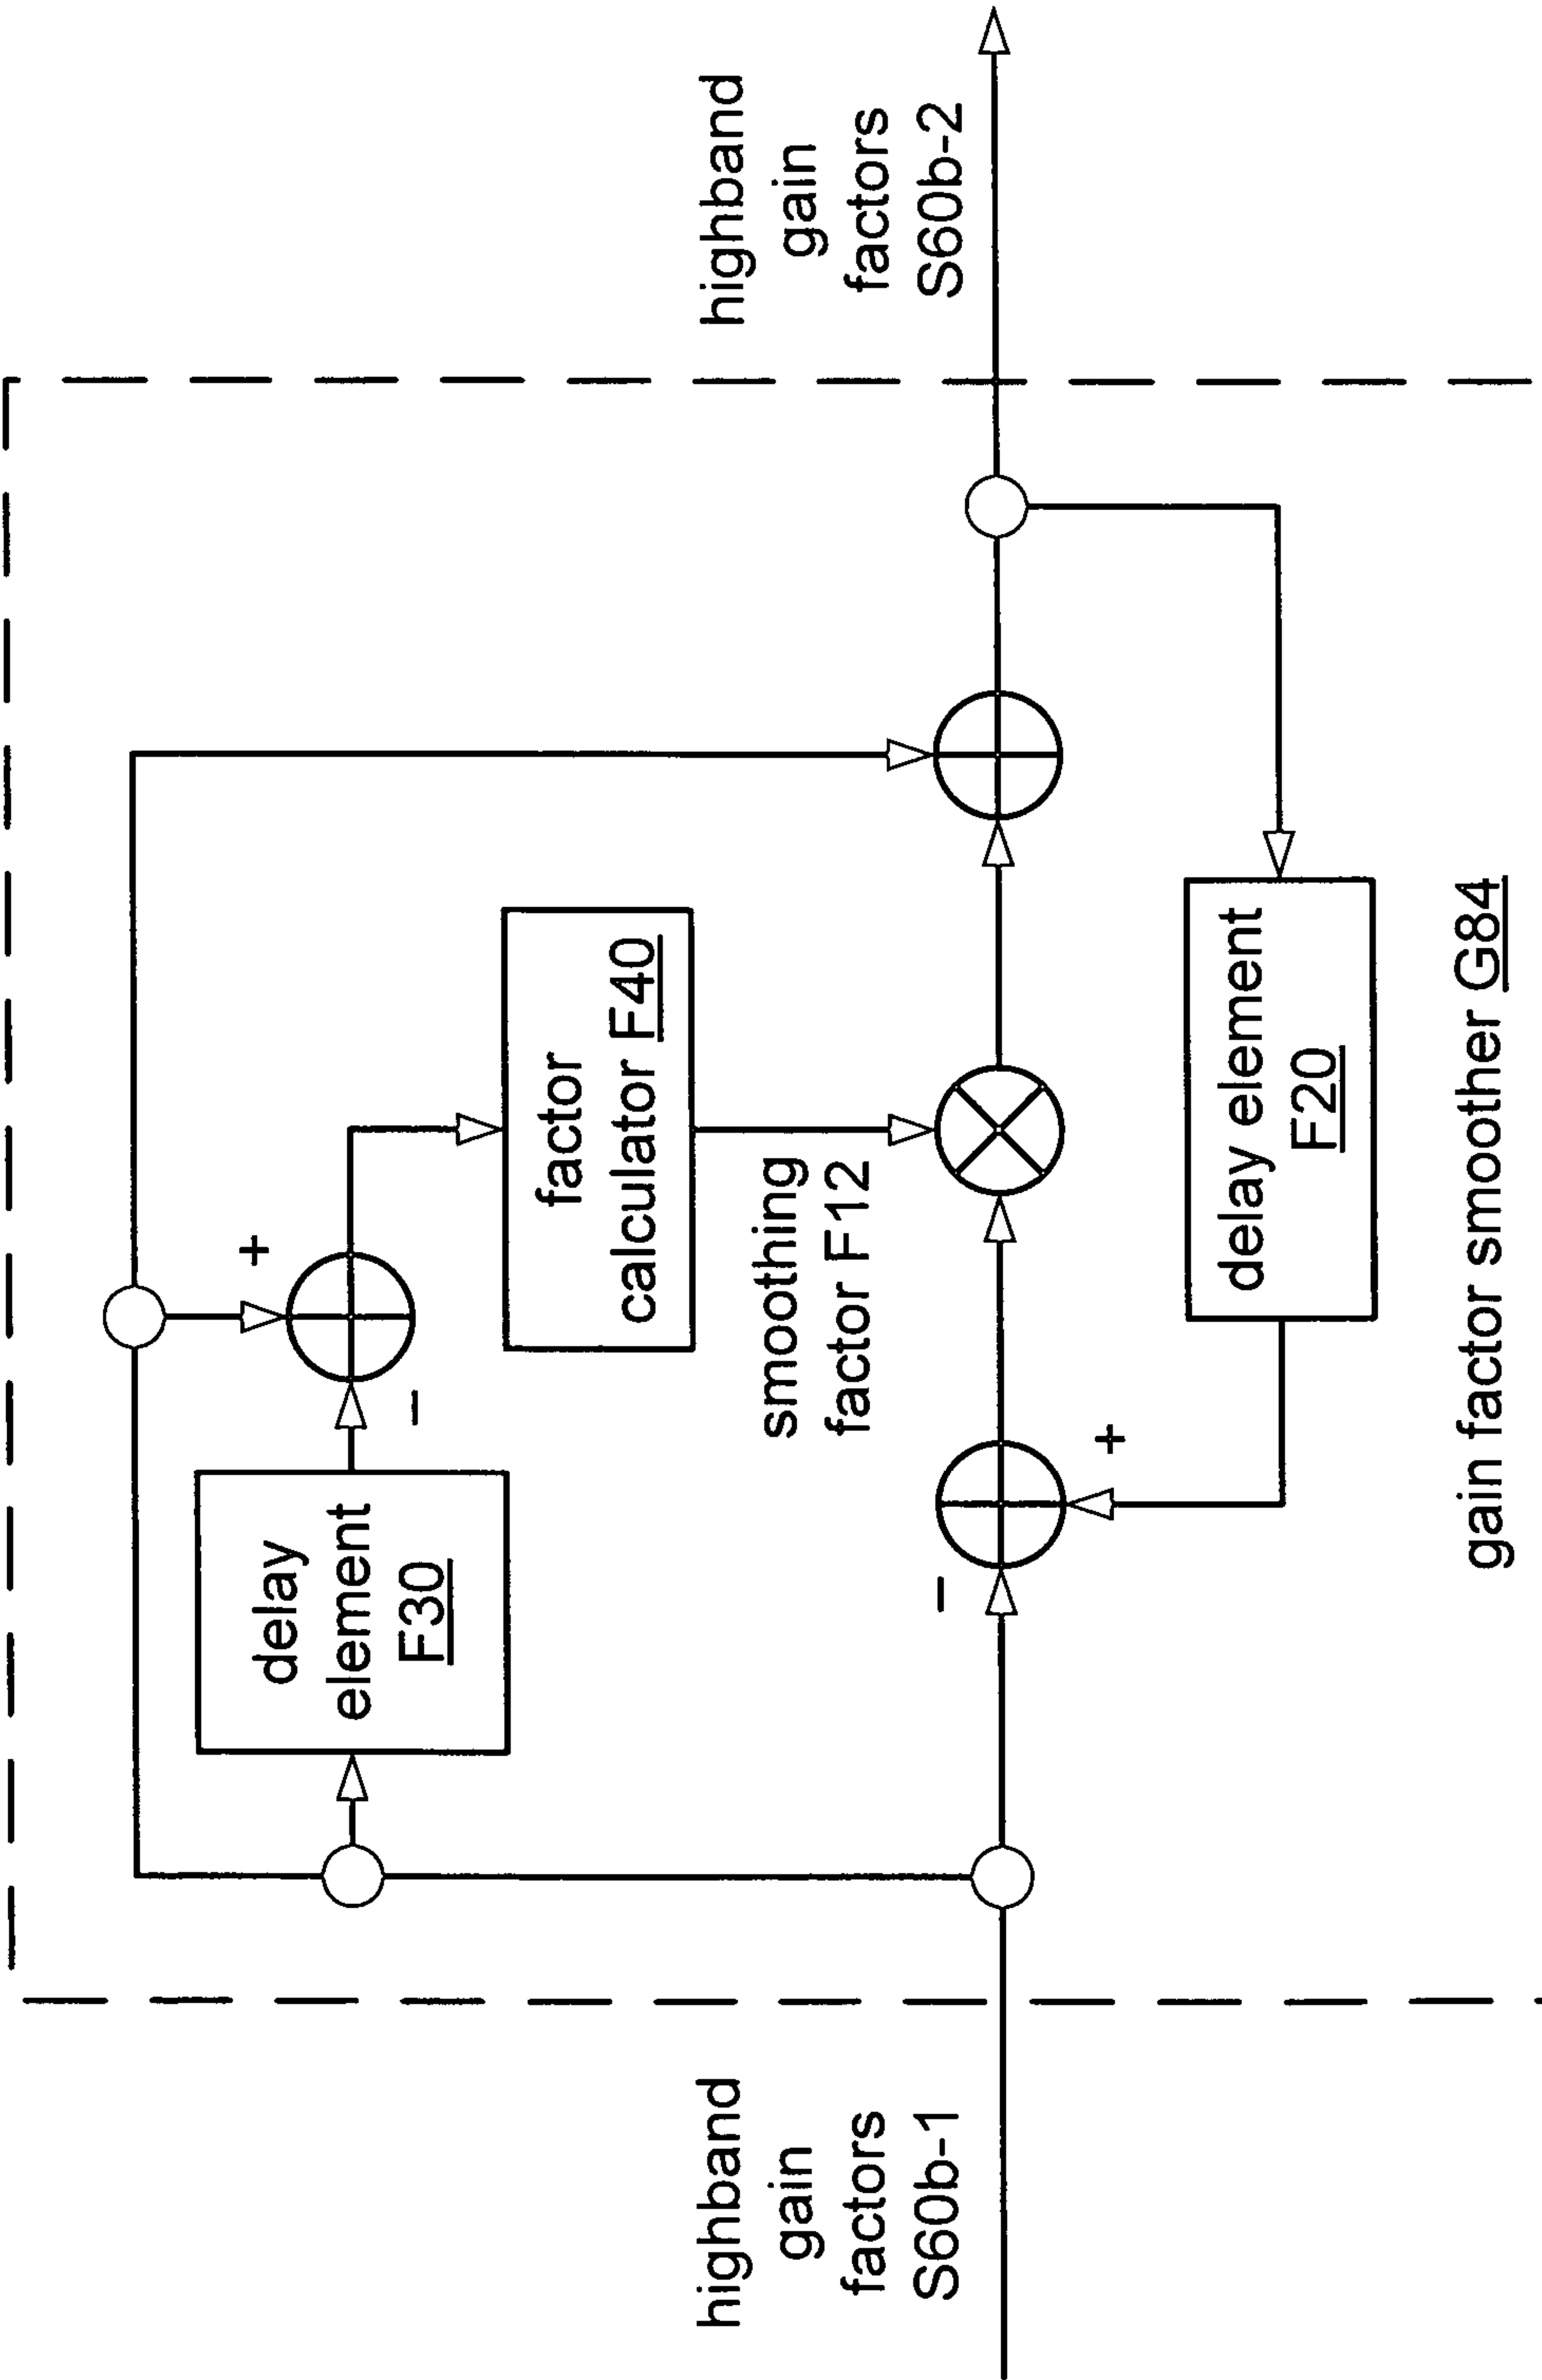 highband
gain
factors
S60b-1
delay
element
F30
+
−
factor
calculator F40
smoothing
factor F12
−
+
delay element
F20
highband
gain
factors
S60b-2
gain factor smoother G84